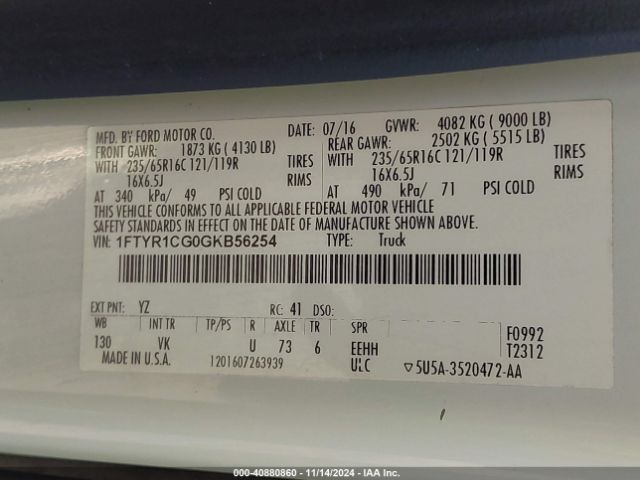 MFD. BY FORD MOTOR CO.
DATE: 07/16 GVWR: 4082 KG ( 9000 LB)
FRONT GAWR: 1873 KG ( 4130 LB)
REAR GAWR: 2502 KG ( 5515 LB)
WITH 235/65R16C 121/119R TIRES
WITH 235/65R16C 121/119R TIRES
16X6.5J RIMS
16X6.5J RIMS
AT 340 kPa/ 49 PSI COLD
AT 490 kPa/ 71 PSI COLD
THIS VEHICLE CONFORMS TO ALL APPLICABLE FEDERAL MOTOR VEHICLE
SAFETY STANDARDS IN EFFECT ON THE DATE OF MANUFACTURE SHOWN ABOVE.
VIN: 1FTYR1CG0GKB56254 TYPE: Truck
EXT PNT: YZ RC: 41 DSO:
WB INT TR TP/PS R AXLE TR SPR
130 VK U 73 6 EEHH
F0992
T2312
MADE IN U.S.A. 1201607263939 ULC ▽5U5A-3520472-AA
000-40880860 - 11/14/2024 - IAA Inc.